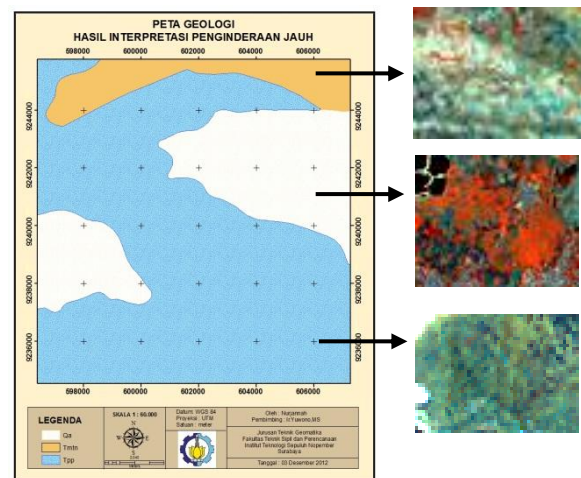 PETA GEOLOGI
HASIL INTERPRETASI PENGINDERAAN JAUH
598000 600000 602000 604000 606000
9244000 9244000
9242000 9242000
9240000 9240000
9238000 9238000
9236000 9236000
598000 600000 602000 604000 606000
LEGENDA
Qa
Tmtn
Tpp
SKALA 1 : 60.000
Datum: WGS 84
Proyeksi : UTM
Satuan : meter
Oleh : Nurjannah
Pembimbing : Ir.Yuwono,MS
Jurusan Teknik Geomatika
Fakultas Teknik Sipil dan Perencanaan
Institut Teknologi Sepuluh Nopember
Surabaya
Tanggal : 03 Desember 2012